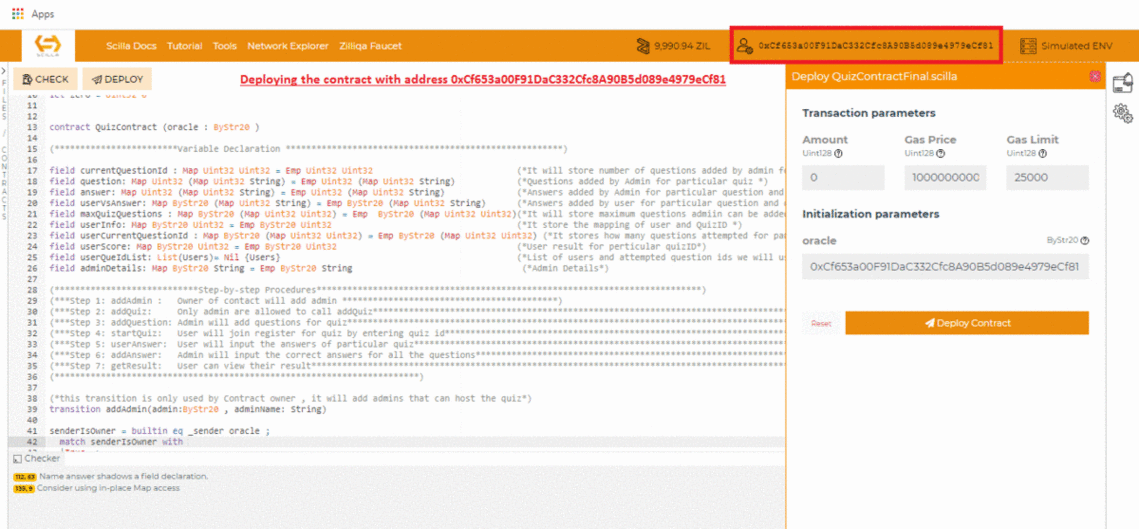 Apps
SCILLA
Scilla Docs Tutorial Tools Network Explorer Zilliqa Faucet 9,990.94 ZIL 0xCf653a00F91DaC332Cfc8A90B5d089e4979eCf81 Simulated ENV
CHECK DEPLOY Deploying the contract with address 0xCf653a00F91DaC332Cfc8A90B5d089e4979eCf81
FILES / CONTRACTS
11
12
13 contract QuizContract (oracle : ByStr20 )
14
15 (************************Variable Declaration ******************************************************)
16
17 field currentQuestionId : Map Uint32 Uint32 = Emp Uint32 Uint32 (*It will store number of questions added by admin
18 field question: Map Uint32 (Map Uint32 String) = Emp Uint32 (Map Uint32 String) (*Questions added by Admin for particular quiz *)
19 field answer: Map Uint32 (Map Uint32 String) = Emp Uint32 (Map Uint32 String) (*Answers added by Admin for particular question and
20 field userVsAnswer: Map ByStr20 (Map Uint32 String) = Emp ByStr20 (Map Uint32 String) (*Answers added by user for particular question and
21 field maxQuizQuestions : Map ByStr20 (Map Uint32 Uint32) = Emp ByStr20 (Map Uint32 Uint32)(*It will store maximum questions admin can be added
22 field userInfo: Map ByStr20 Uint32 = Emp ByStr20 Uint32 (*It store the mapping of user and QuizID *)
23 field userCurrentQuestionId : Map ByStr20 (Map Uint32 Uint32) = Emp ByStr20 (Map Uint32 Uint32) (*It stores how many questions attempted for
24 field userScore: Map ByStr20 Uint32 = Emp ByStr20 Uint32 (*User result for perticular quizID*)
25 field userQueIdList: List(Users)= Nil {Users} (*List of users and attempted question ids we will
26 field adminDetails: Map ByStr20 String = Emp ByStr20 String (*Admin Details*)
27
28 (****************************Step-by-step Procedures***************************************************************************)
29 (***Step 1: addAdmin : Owner of contact will add admin ******************************************)
30 (***Step 2: addQuiz: Only admin are allowed to call addQuiz****************************************
31 (***Step 3: addQuestion: Admin will add questions for quiz****************************************
32 (***Step 4: startQuiz: User will join register for quiz by entering quiz id****************************************
33 (***Step 5: userAnswer: User will input the answers of particular quiz****************************************
34 (***Step 6: addAnswer: Admin will input the correct answers for all the questions****************************************
35 (***Step 7: getResult: User can view their result****************************************
36 (***********************************************************************)
37
38 (*this transition is only used by Contract owner , it will add admins that can host the quiz*)
39 transition addAdmin(admin:ByStr20 , adminName: String)
40
41 senderIsOwner = builtin eq _sender oracle ;
42 match senderIsOwner with
Checker
112, 63 Name answer shadows a field declaration.
Consider using in-place Map access
Deploy QuizContractFinal.scilla
Transaction parameters
Amount Gas Price Gas Limit
Uint128 Uint128 Uint128
0 1000000000 25000
Initialization parameters
oracle ByStr20
0xCf653a00F91DaC332Cfc8A90B5d089e4979eCf81
Reset Deploy Contract